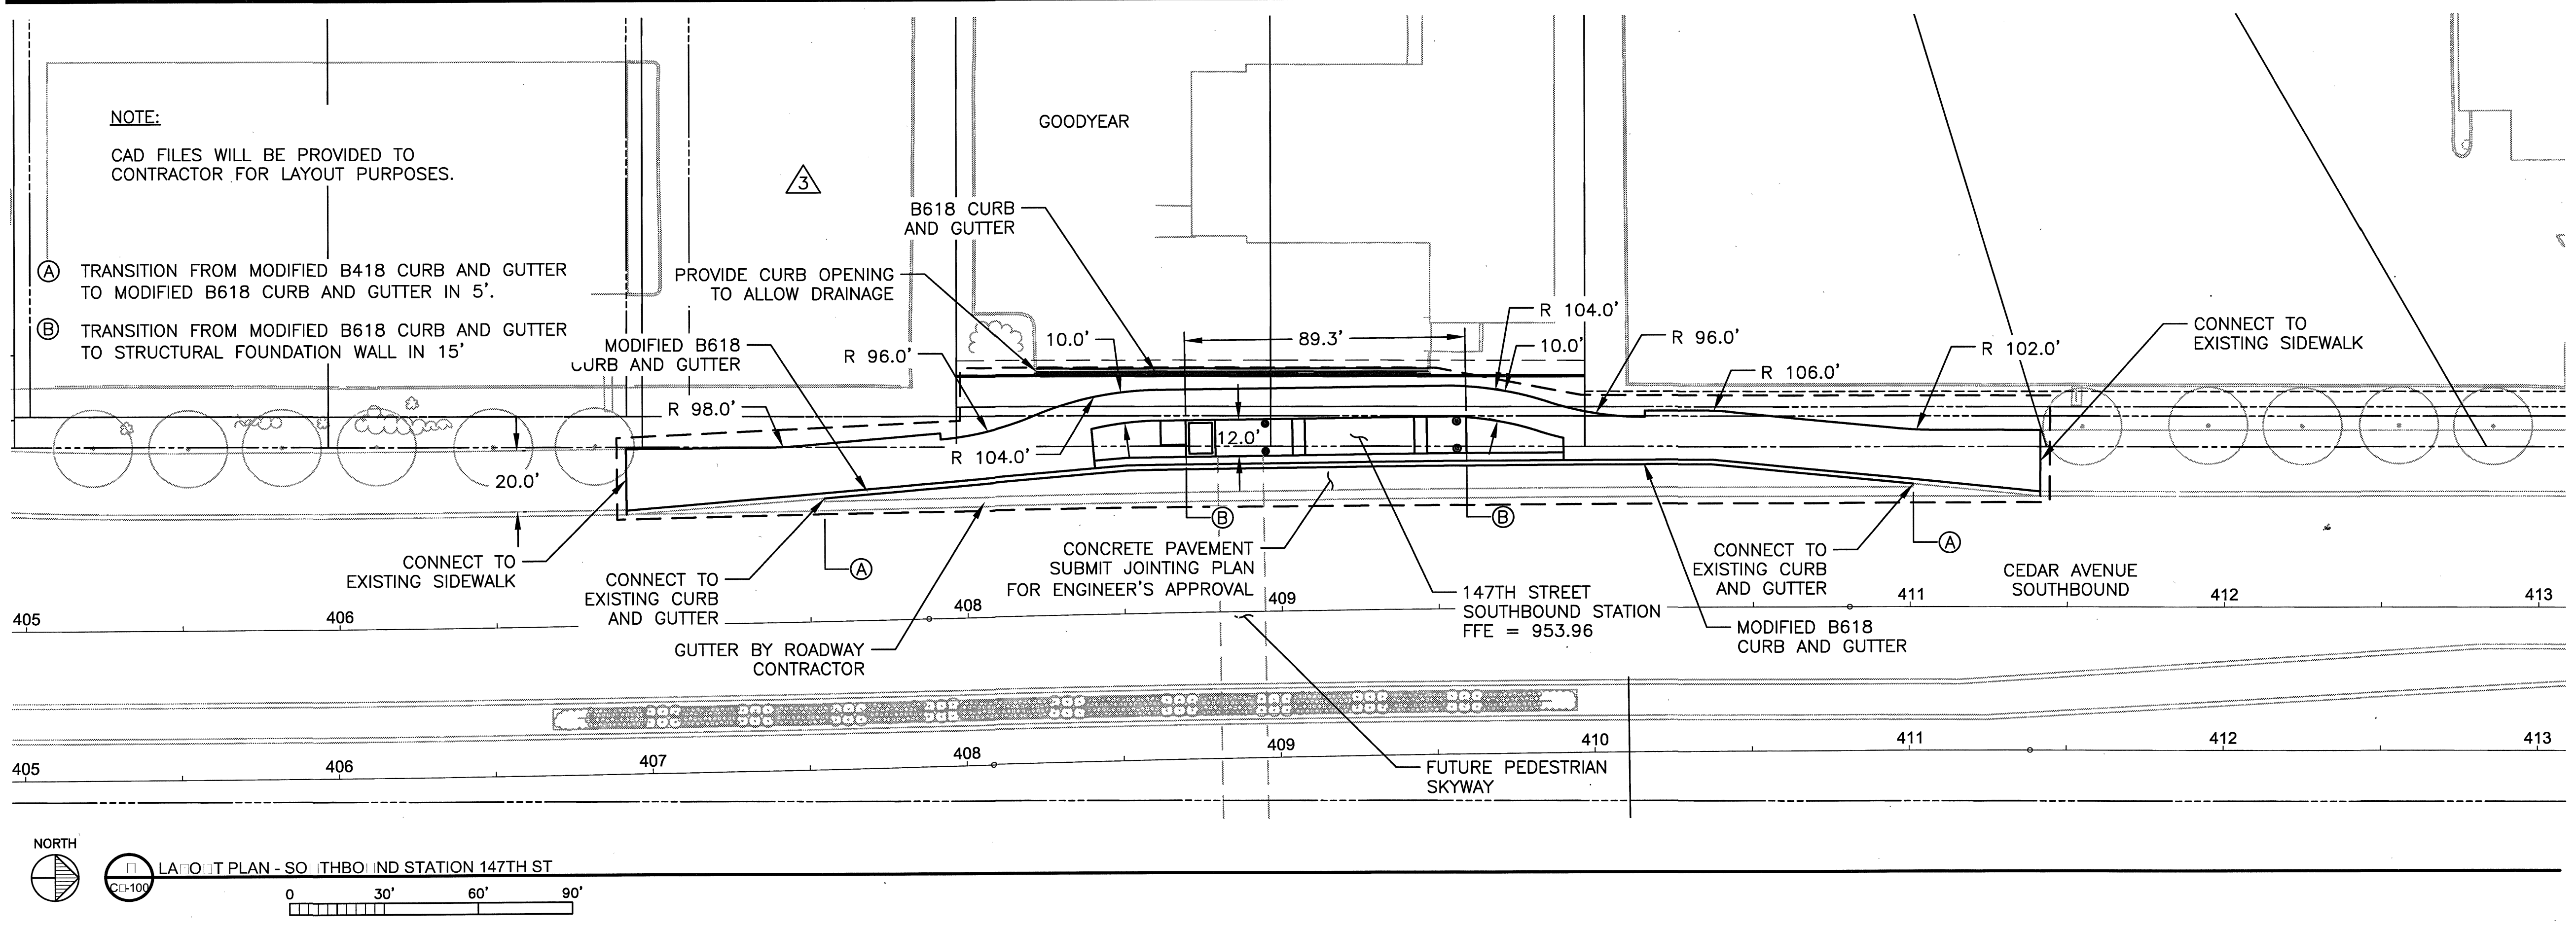 NOTE:
CAD FILES WILL BE PROVIDED TO
CONTRACTOR FOR LAYOUT PURPOSES.
A TRANSITION FROM MODIFIED B418 CURB AND GUTTER
TO MODIFIED B618 CURB AND GUTTER IN 5'.
B TRANSITION FROM MODIFIED B618 CURB AND GUTTER
TO STRUCTURAL FOUNDATION WALL IN 15'
3
GOODYEAR
B618 CURB
AND GUTTER
PROVIDE CURB OPENING
TO ALLOW DRAINAGE
MODIFIED B618
CURB AND GUTTER
R 96.0'
10.0'
89.3'
R 104.0'
10.0'
R 96.0'
R 106.0'
R 102.0'
CONNECT TO
EXISTING SIDEWALK
R 98.0'
R 104.0'
12.0'
20.0'
B
B
A
A
CONNECT TO
EXISTING SIDEWALK
CONNECT TO
EXISTING CURB
AND GUTTER
GUTTER BY ROADWAY
CONTRACTOR
CONCRETE PAVEMENT
SUBMIT JOINTING PLAN
FOR ENGINEER'S APPROVAL
147TH STREET
SOUTHBOUND STATION
FFE = 953.96
CONNECT TO
EXISTING CURB
AND GUTTER
MODIFIED B618
CURB AND GUTTER
CEDAR AVENUE
SOUTHBOUND
405 406 408 409 411 412 413
405 406 407 408 409 410 411 412 413
FUTURE PEDESTRIAN
SKYWAY
NORTH
PLAN - STATION 147TH ST
0 30' 60' 90'